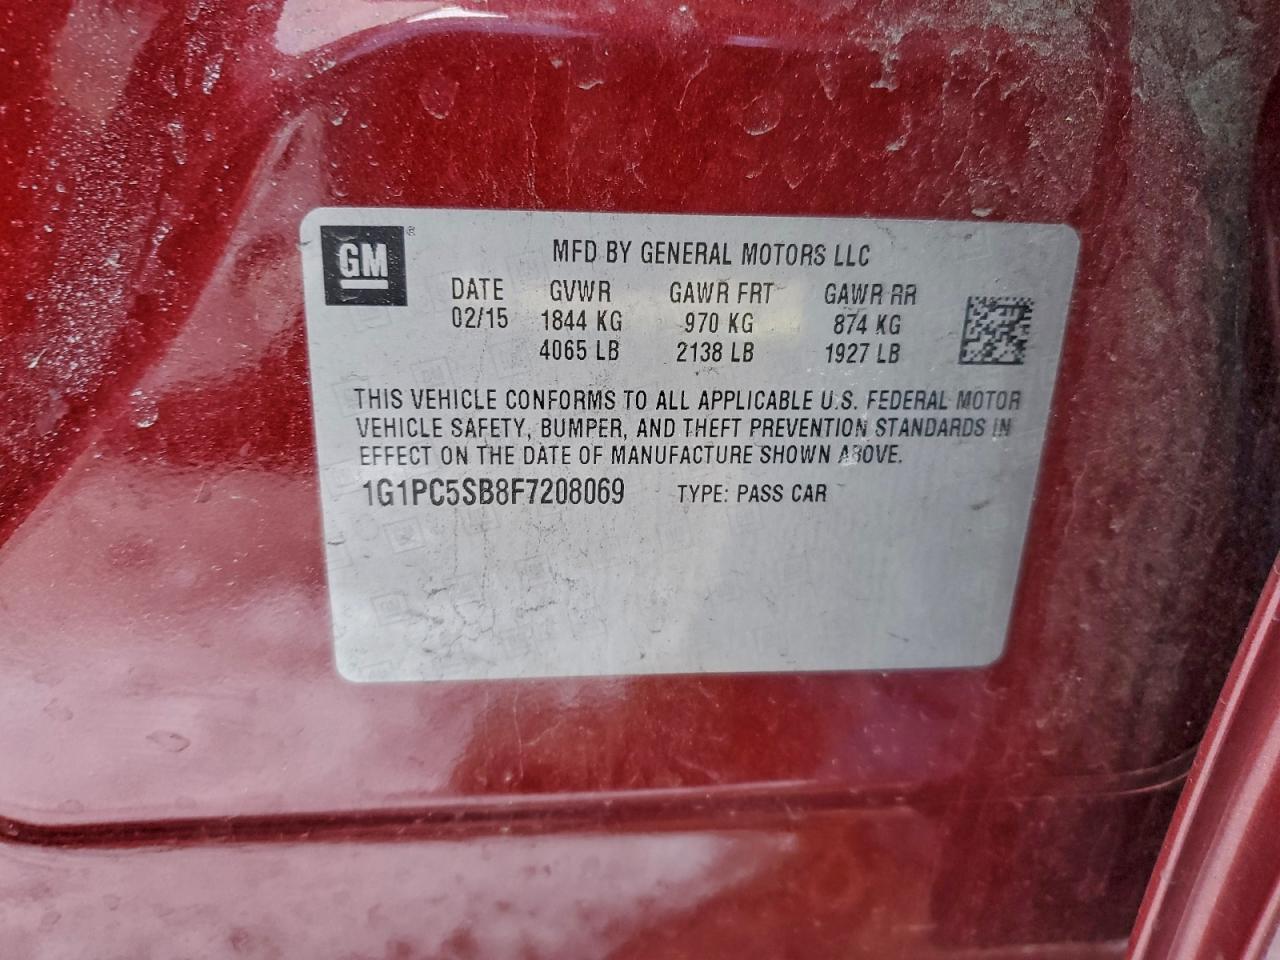 GM
MFD BY GENERAL MOTORS LLC
DATE GVWR GAWR FRT GAWR RR
02/15 1844 KG 970 KG 874 KG
4065 LB 2138 LB 1927 LB
THIS VEHICLE CONFORMS TO ALL APPLICABLE U.S. FEDERAL MOTOR
VEHICLE SAFETY, BUMPER, AND THEFT PREVENTION STANDARDS IN
EFFECT ON THE DATE OF MANUFACTURE SHOWN ABOVE.
1G1PC5SB8F7208069 TYPE: PASS CAR